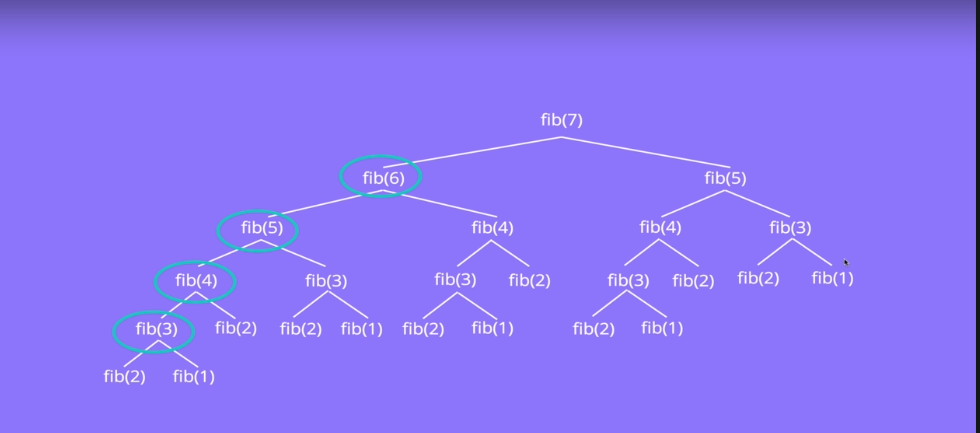 fib(7)
fib(6) fib(5)
fib(5) fib(4) fib(4) fib(3)
fib(4) fib(3) fib(3) fib(2) fib(3) fib(2) fib(2) fib(1)
fib(3) fib(2) fib(2) fib(1) fib(2) fib(1) fib(2) fib(1)
fib(2) fib(1)